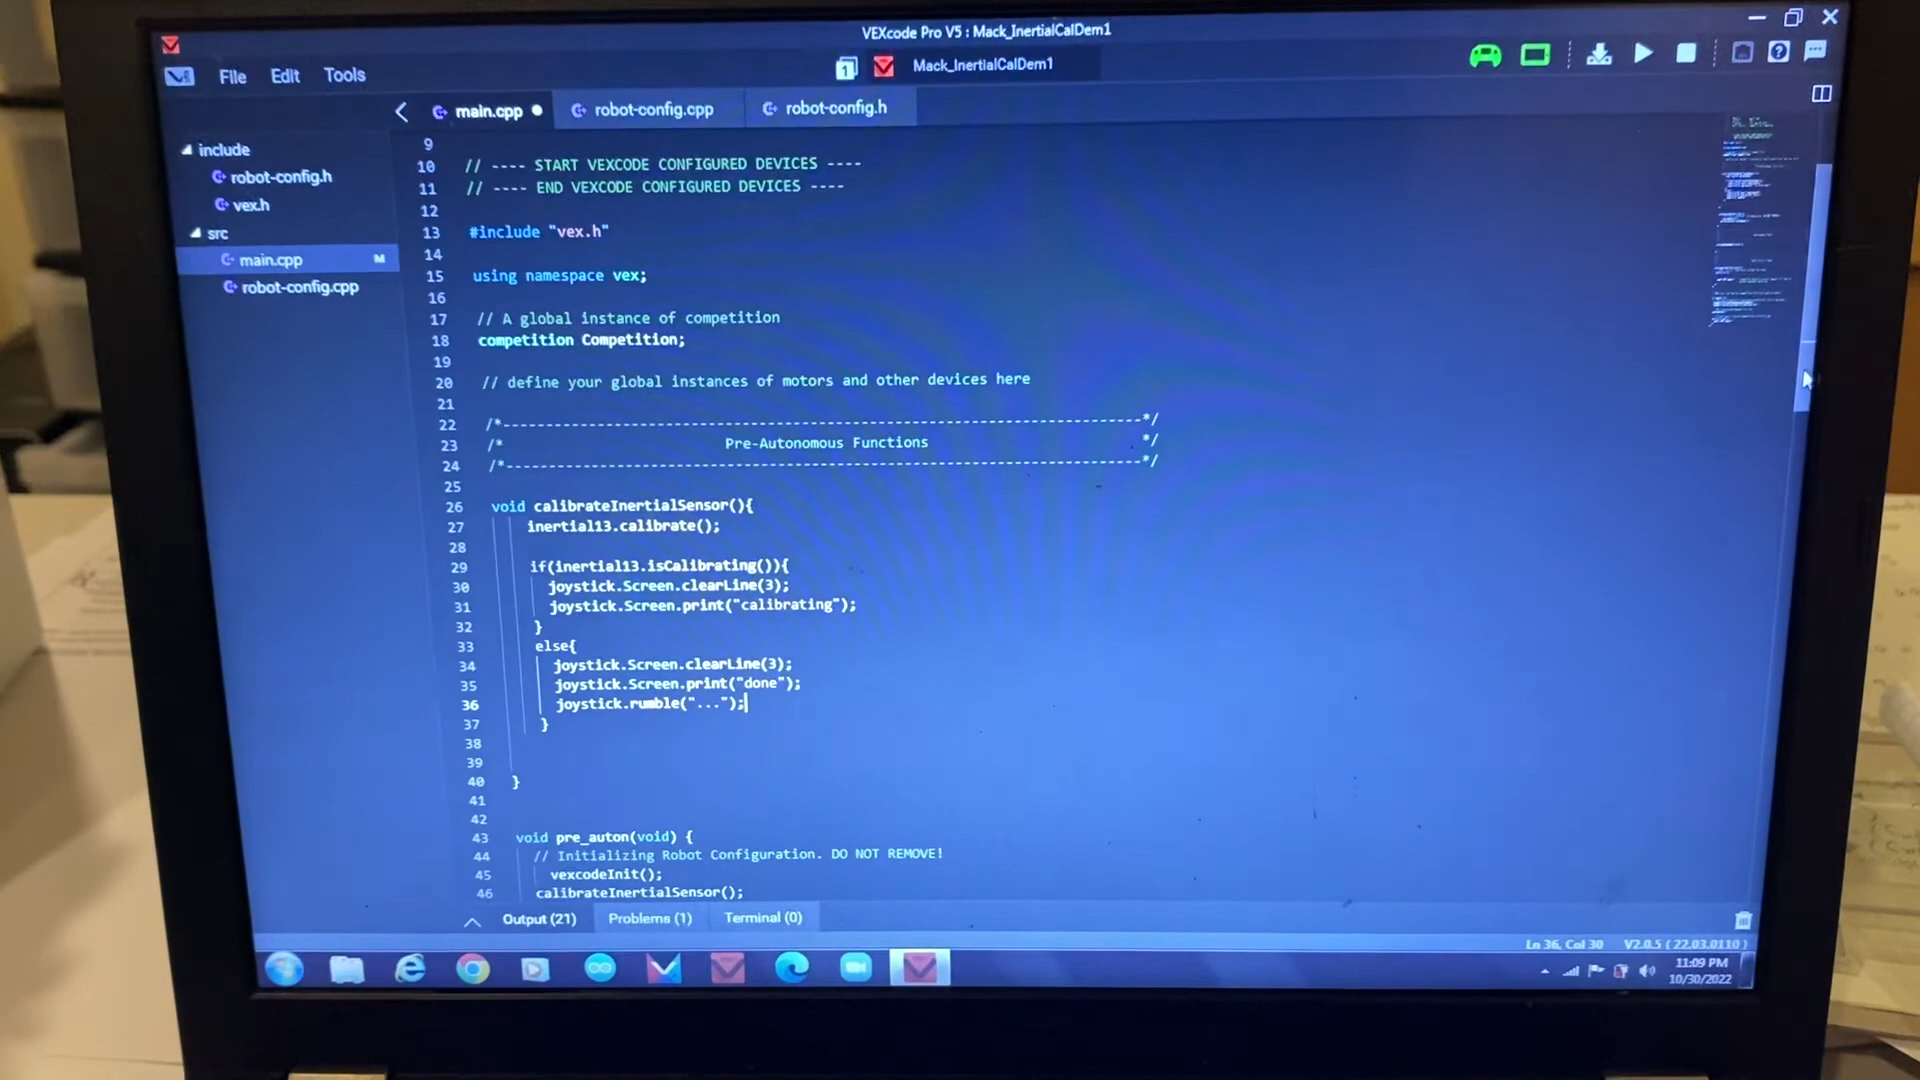 VEXcode Pro V5 : Mack_InertialCalDem1
File Edit Tools
1 Mack_InertialCalDem1
main.cpp robot-config.cpp robot-config.h
include
robot-config.h
vex.h
src
main.cpp M
robot-config.cpp
9
10 // ---- START VEXCODE CONFIGURED DEVICES ----
11 // ---- END VEXCODE CONFIGURED DEVICES ----
12
13 #include "vex.h"
14
15 using namespace vex;
16
17 // A global instance of competition
18 competition Competition;
19
20 // define your global instances of motors and other devices here
21
22 /*---------------------------------------------------------------------------*/
23 /* Pre-Autonomous Functions */
24 /*---------------------------------------------------------------------------*/
25
26 void calibrateInertialSensor(){
27 inertial13.calibrate();
28
29 if(inertial13.isCalibrating()){
30 joystick.Screen.clearLine(3);
31 joystick.Screen.print("calibrating");
32 }
33 else{
34 joystick.Screen.clearLine(3);
35 joystick.Screen.print("done");
36 joystick.rumble("...");
37 }
38
39
40 }
41
42
43 void pre_auton(void) {
44 // Initializing Robot Configuration. DO NOT REMOVE!
45 vexcodeInit();
46 calibrateInertialSensor();
Output (21) Problems (1) Terminal (0)
Ln 36, Col 30 V2.0.5 ( 22.03.0110 )
11:09 PM
10/30/2022